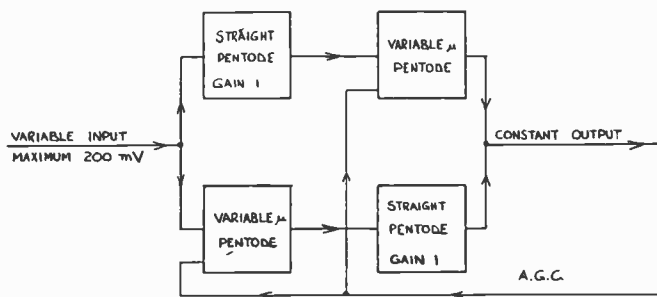 STRAIGHT
PENTODE
GAIN 1
VARIABLE μ
PENTODE
VARIABLE INPUT
MAXIMUM 200 mV
CONSTANT OUTPUT
VARIABLE μ
PENTODE
STRAIGHT
PENTODE
GAIN 1
A.G.C.